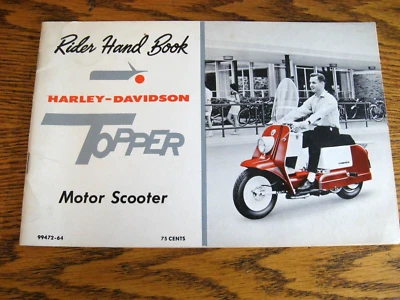 Rider Hand Book
HARLEY-DAVIDSON
TOPPER
Motor Scooter
99472-64 75 CENTS